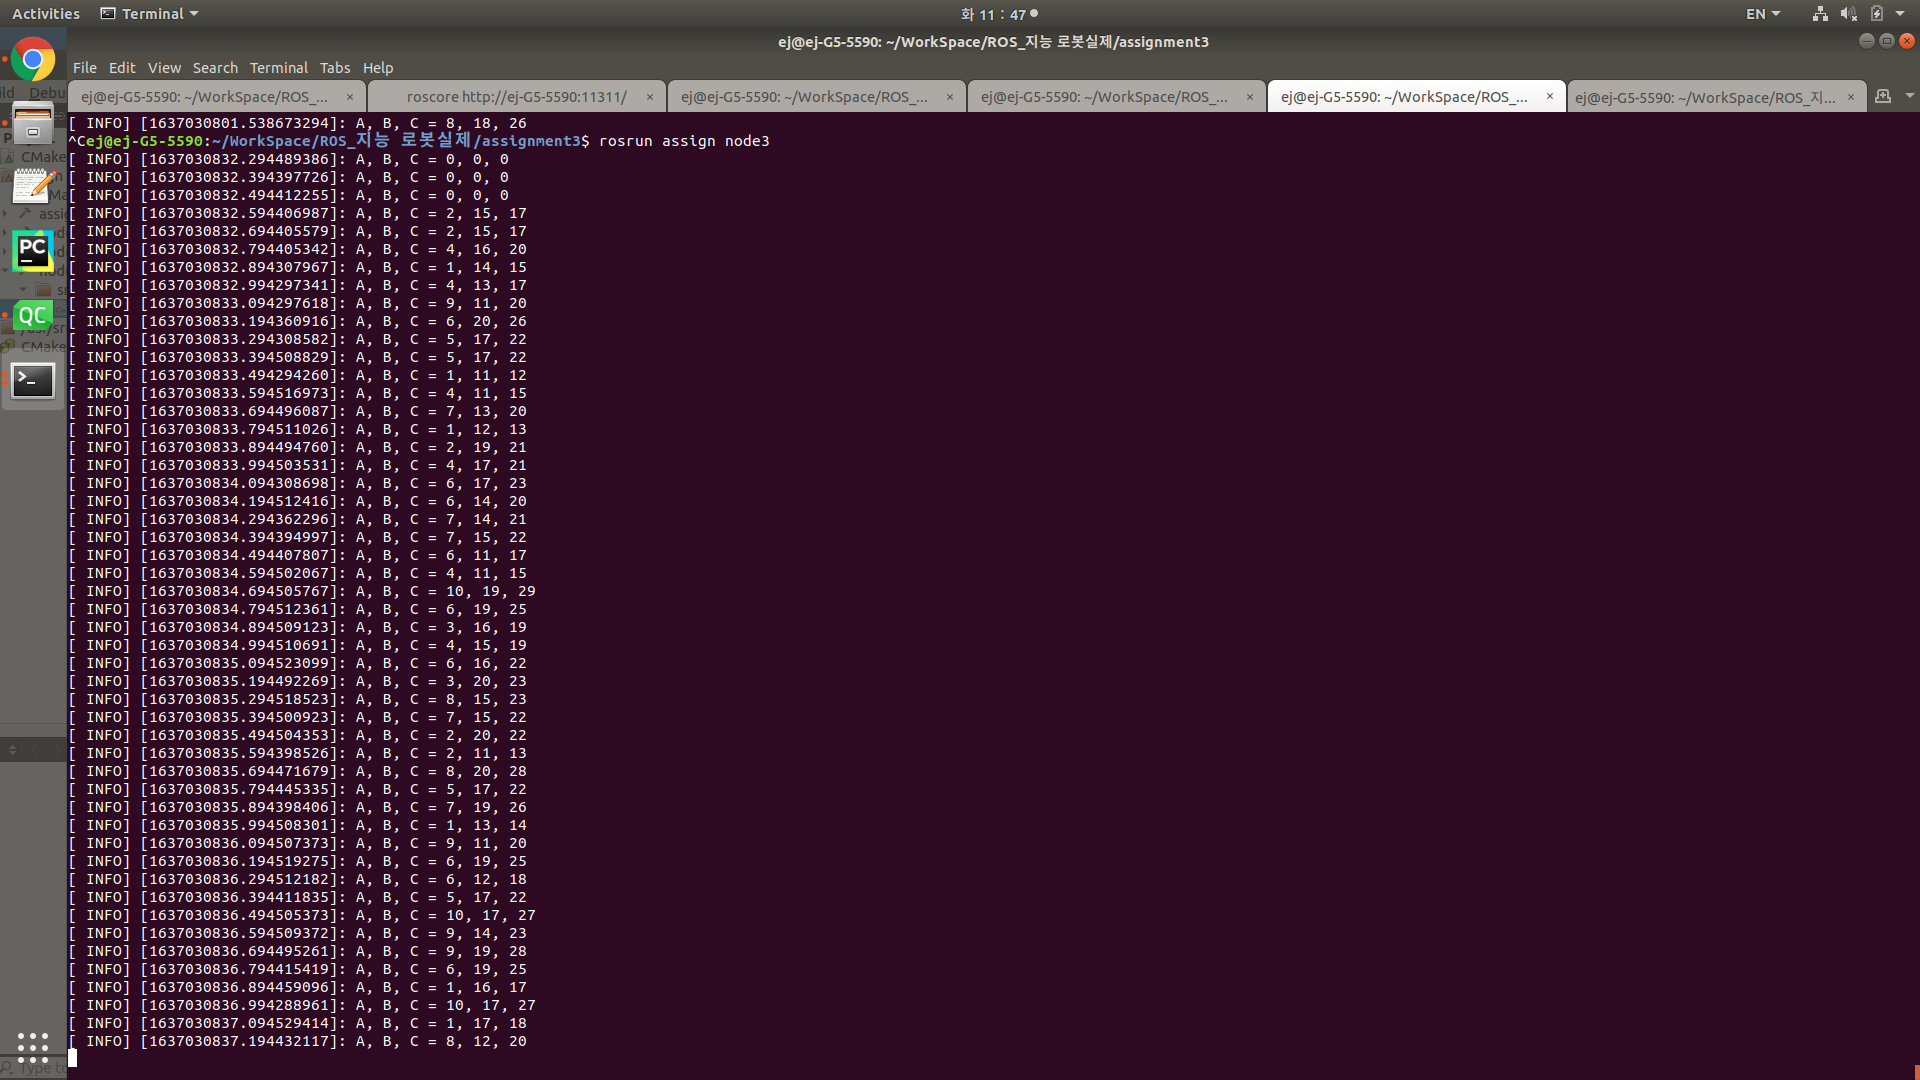 Activities
Terminal
화 11 : 47
EN
ej@ej-G5-5590: ~/WorkSpace/ROS_지능 로봇실제/assignment3
File Edit View Search Terminal Tabs Help
ej@ej-G5-5590: ~/WorkSpace/ROS_...
roscore http://ej-G5-5590:11311/
ej@ej-G5-5590: ~/WorkSpace/ROS_...
ej@ej-G5-5590: ~/WorkSpace/ROS_...
ej@ej-G5-5590: ~/WorkSpace/ROS_...
ej@ej-G5-5590: ~/WorkSpace/ROS_지...
[ INFO] [1637030801.538673294]: A, B, C = 8, 18, 26
^Cej@ej-G5-5590:~/WorkSpace/ROS_지능 로봇실제/assignment3$ rosrun assign node3
[ INFO] [1637030832.294489386]: A, B, C = 0, 0, 0
[ INFO] [1637030832.394397726]: A, B, C = 0, 0, 0
[ INFO] [1637030832.494412255]: A, B, C = 0, 0, 0
[ INFO] [1637030832.594406987]: A, B, C = 2, 15, 17
[ INFO] [1637030832.694405579]: A, B, C = 2, 15, 17
[ INFO] [1637030832.794405342]: A, B, C = 4, 16, 20
[ INFO] [1637030832.894307967]: A, B, C = 1, 14, 15
[ INFO] [1637030832.994297341]: A, B, C = 4, 13, 17
[ INFO] [1637030833.094297618]: A, B, C = 9, 11, 20
[ INFO] [1637030833.194360916]: A, B, C = 6, 20, 26
[ INFO] [1637030833.294308582]: A, B, C = 5, 17, 22
[ INFO] [1637030833.394508829]: A, B, C = 5, 17, 22
[ INFO] [1637030833.494294260]: A, B, C = 1, 11, 12
[ INFO] [1637030833.594516973]: A, B, C = 4, 11, 15
[ INFO] [1637030833.694496087]: A, B, C = 7, 13, 20
[ INFO] [1637030833.794511026]: A, B, C = 1, 12, 13
[ INFO] [1637030833.894494760]: A, B, C = 2, 19, 21
[ INFO] [1637030833.994503531]: A, B, C = 4, 17, 21
[ INFO] [1637030834.094308698]: A, B, C = 6, 17, 23
[ INFO] [1637030834.194512416]: A, B, C = 6, 14, 20
[ INFO] [1637030834.294362296]: A, B, C = 7, 14, 21
[ INFO] [1637030834.394394997]: A, B, C = 7, 15, 22
[ INFO] [1637030834.494407807]: A, B, C = 6, 11, 17
[ INFO] [1637030834.594502067]: A, B, C = 4, 11, 15
[ INFO] [1637030834.694505767]: A, B, C = 10, 19, 29
[ INFO] [1637030834.794512361]: A, B, C = 6, 19, 25
[ INFO] [1637030834.894509123]: A, B, C = 3, 16, 19
[ INFO] [1637030834.994510691]: A, B, C = 4, 15, 19
[ INFO] [1637030835.094523099]: A, B, C = 6, 16, 22
[ INFO] [1637030835.194492269]: A, B, C = 3, 20, 23
[ INFO] [1637030835.294518523]: A, B, C = 8, 15, 23
[ INFO] [1637030835.394500923]: A, B, C = 7, 15, 22
[ INFO] [1637030835.494504353]: A, B, C = 2, 20, 22
[ INFO] [1637030835.594398526]: A, B, C = 2, 11, 13
[ INFO] [1637030835.694471679]: A, B, C = 8, 20, 28
[ INFO] [1637030835.794445335]: A, B, C = 5, 17, 22
[ INFO] [1637030835.894398406]: A, B, C = 7, 19, 26
[ INFO] [1637030835.994508301]: A, B, C = 1, 13, 14
[ INFO] [1637030836.094507373]: A, B, C = 9, 11, 20
[ INFO] [1637030836.194519275]: A, B, C = 6, 19, 25
[ INFO] [1637030836.294512182]: A, B, C = 6, 12, 18
[ INFO] [1637030836.394411835]: A, B, C = 5, 17, 22
[ INFO] [1637030836.494505373]: A, B, C = 10, 17, 27
[ INFO] [1637030836.594509372]: A, B, C = 9, 14, 23
[ INFO] [1637030836.694495261]: A, B, C = 9, 19, 28
[ INFO] [1637030836.794415419]: A, B, C = 6, 19, 25
[ INFO] [1637030836.894459096]: A, B, C = 1, 16, 17
[ INFO] [1637030836.994288961]: A, B, C = 10, 17, 27
[ INFO] [1637030837.094529414]: A, B, C = 1, 17, 18
[ INFO] [1637030837.194432117]: A, B, C = 8, 12, 20
PC
QC